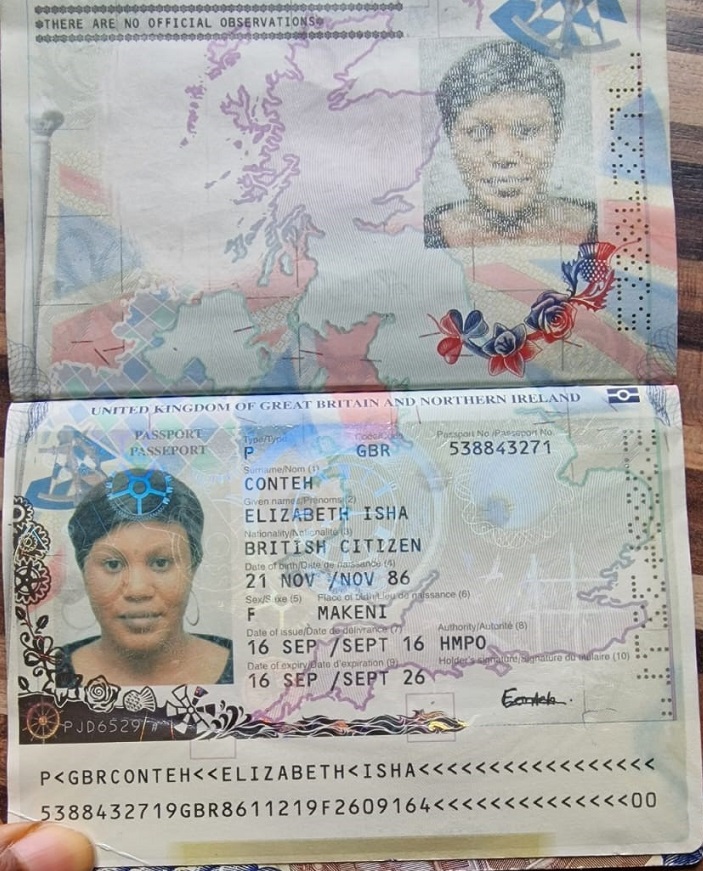 *THERE ARE NO OFFICIAL OBSERVATIONS*
UNITED KINGDOM OF GREAT BRITAIN AND NORTHERN IRELAND
PASSPORT
PASSEPORT
Type/Type Code/Code Passport No./Passeport No.
P GBR 538843271
Surname/Nom (1)
CONTEH
Given names/Prénoms (2)
ELIZABETH ISHA
Nationality/Nationalité (3)
BRITISH CITIZEN
Date of birth/Date de naissance (4)
21 NOV /NOV 86
Sex/Sexe (5) Place of birth/Lieu de naissance (6)
F MAKENI
Date of issue/Date de délivrance (7) Authority/Autorité (8)
16 SEP /SEPT 16 HMPO
Date of expiry/Date d'expiration (9) Holder's signature/Signature du titulaire (10)
16 SEP /SEPT 26
PJD6529
P<GBRCONTEH<<ELIZABETH<ISHA<<<<<<<<<<<<<<<<<
5388432719GBR8611219F2609164<<<<<<<<<<<<<<00